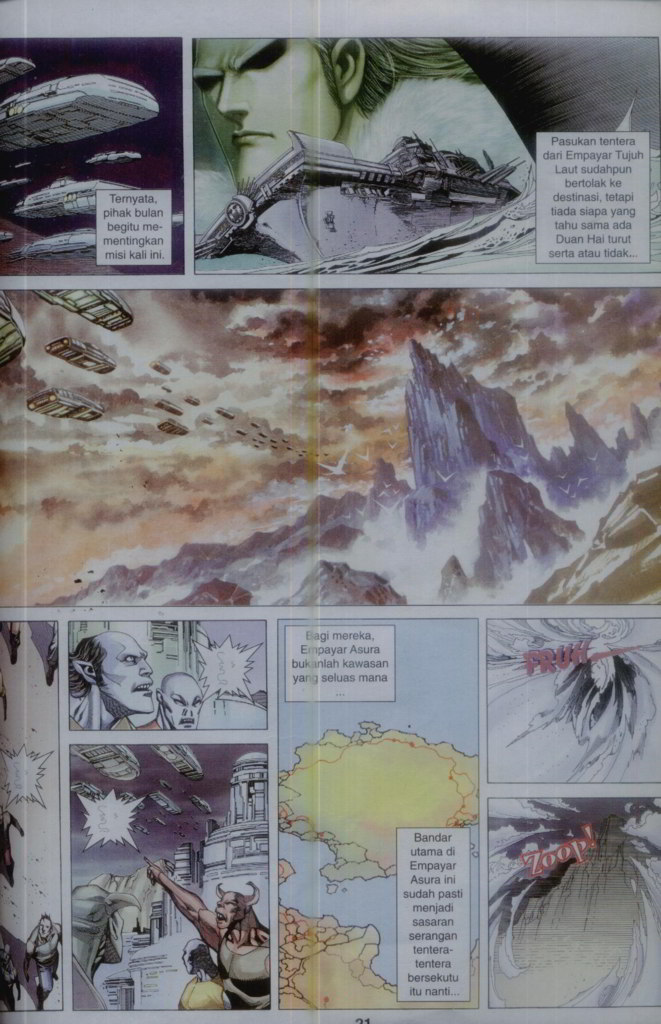 Ternyata,
pihak bulan
begitu me-
mentingkan
misi kali ini.
Pasukan tentera
dari Empayar Tujuh
Laut sudahpun
bertolak ke
destinasi, tetapi
tiada siapa yang
tahu sama ada
Duan Hai turut
serta atau tidak...
Bagi mereka,
Empayar Asura
bukanlah kawasan
yang seluas mana
...
Bandar
utama di
Empayar
Asura ini
sudah pasti
menjadi
sasaran
serangan
tentera-
tentera
bersekutu
itu nanti...
FRUH
Zoop!
21